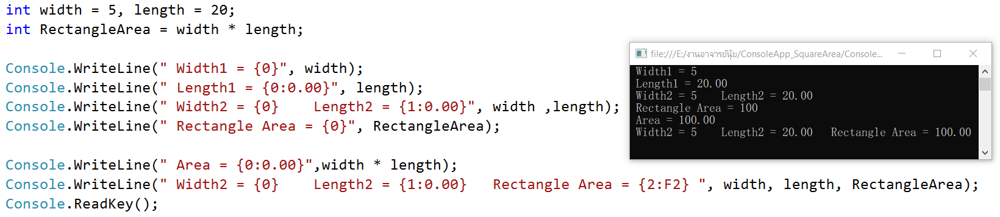 int width = 5, length = 20;
int RectangleArea = width * length;
Console.WriteLine(" Width1 = {0}", width);
Console.WriteLine(" Length1 = {0:0.00}", length);
Console.WriteLine(" Width2 = {0}    Length2 = {1:0.00}", width ,length);
Console.WriteLine(" Rectangle Area = {0}", RectangleArea);
Console.WriteLine(" Area = {0:0.00}",width * length);
Console.WriteLine(" Width2 = {0}    Length2 = {1:0.00}   Rectangle Area = {2:F2} ", width, length, RectangleArea);
Console.ReadKey();
file:///E:/งานอาจารย์นุ้ย/ConsoleApp_SquareArea/Console...
Width1 = 5
Length1 = 20.00
Width2 = 5    Length2 = 20.00
Rectangle Area = 100
Area = 100.00
Width2 = 5    Length2 = 20.00   Rectangle Area = 100.00